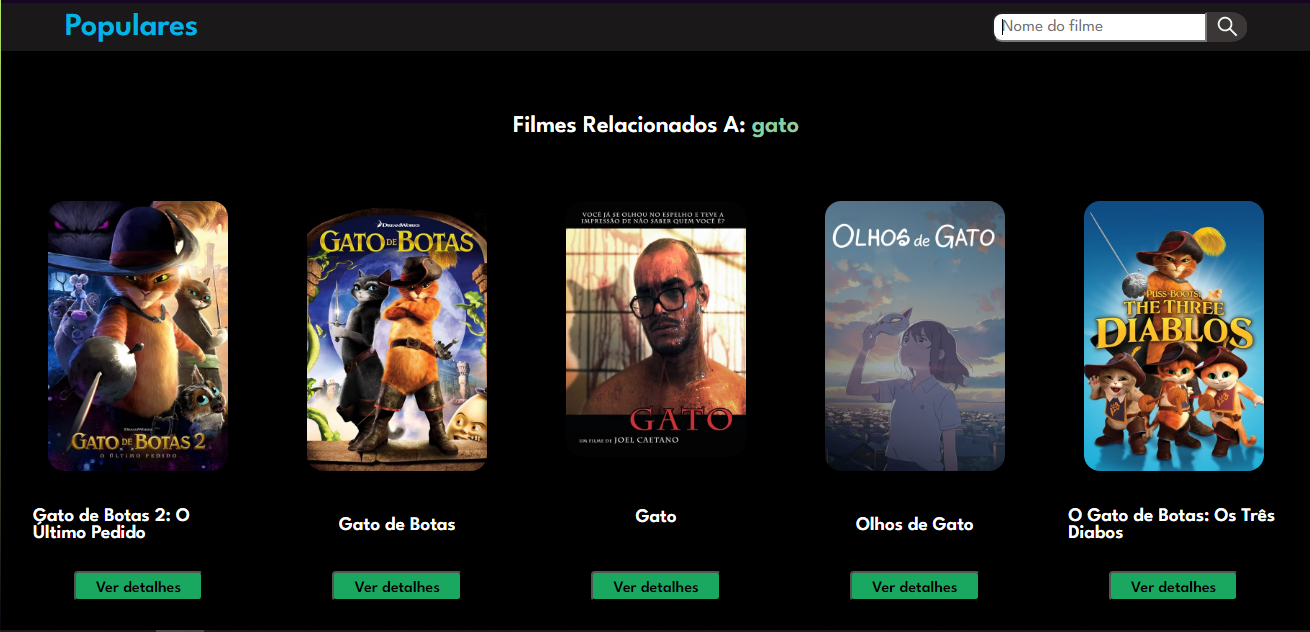 Populares
Nome do filme
Filmes Relacionados A: gato
DREAMWORKS
GATO DE BOTAS 2
O ÚLTIMO PEDIDO
DREAMWORKS
GATO DE BOTAS
VOCÊ JÁ SE OLHOU NO ESPELHO E TEVE A
IMPRESSÃO DE NÃO SABER QUEM VOCÊ É?
GATO
UM FILME DE JOEL CAETANO
OLHOS de GATO
PUSS IN BOOTS:
THE THREE
DIABLOS
Gato de Botas 2: O
Último Pedido
Gato de Botas
Gato
Olhos de Gato
O Gato de Botas: Os Três
Diabos
Ver detalhes
Ver detalhes
Ver detalhes
Ver detalhes
Ver detalhes